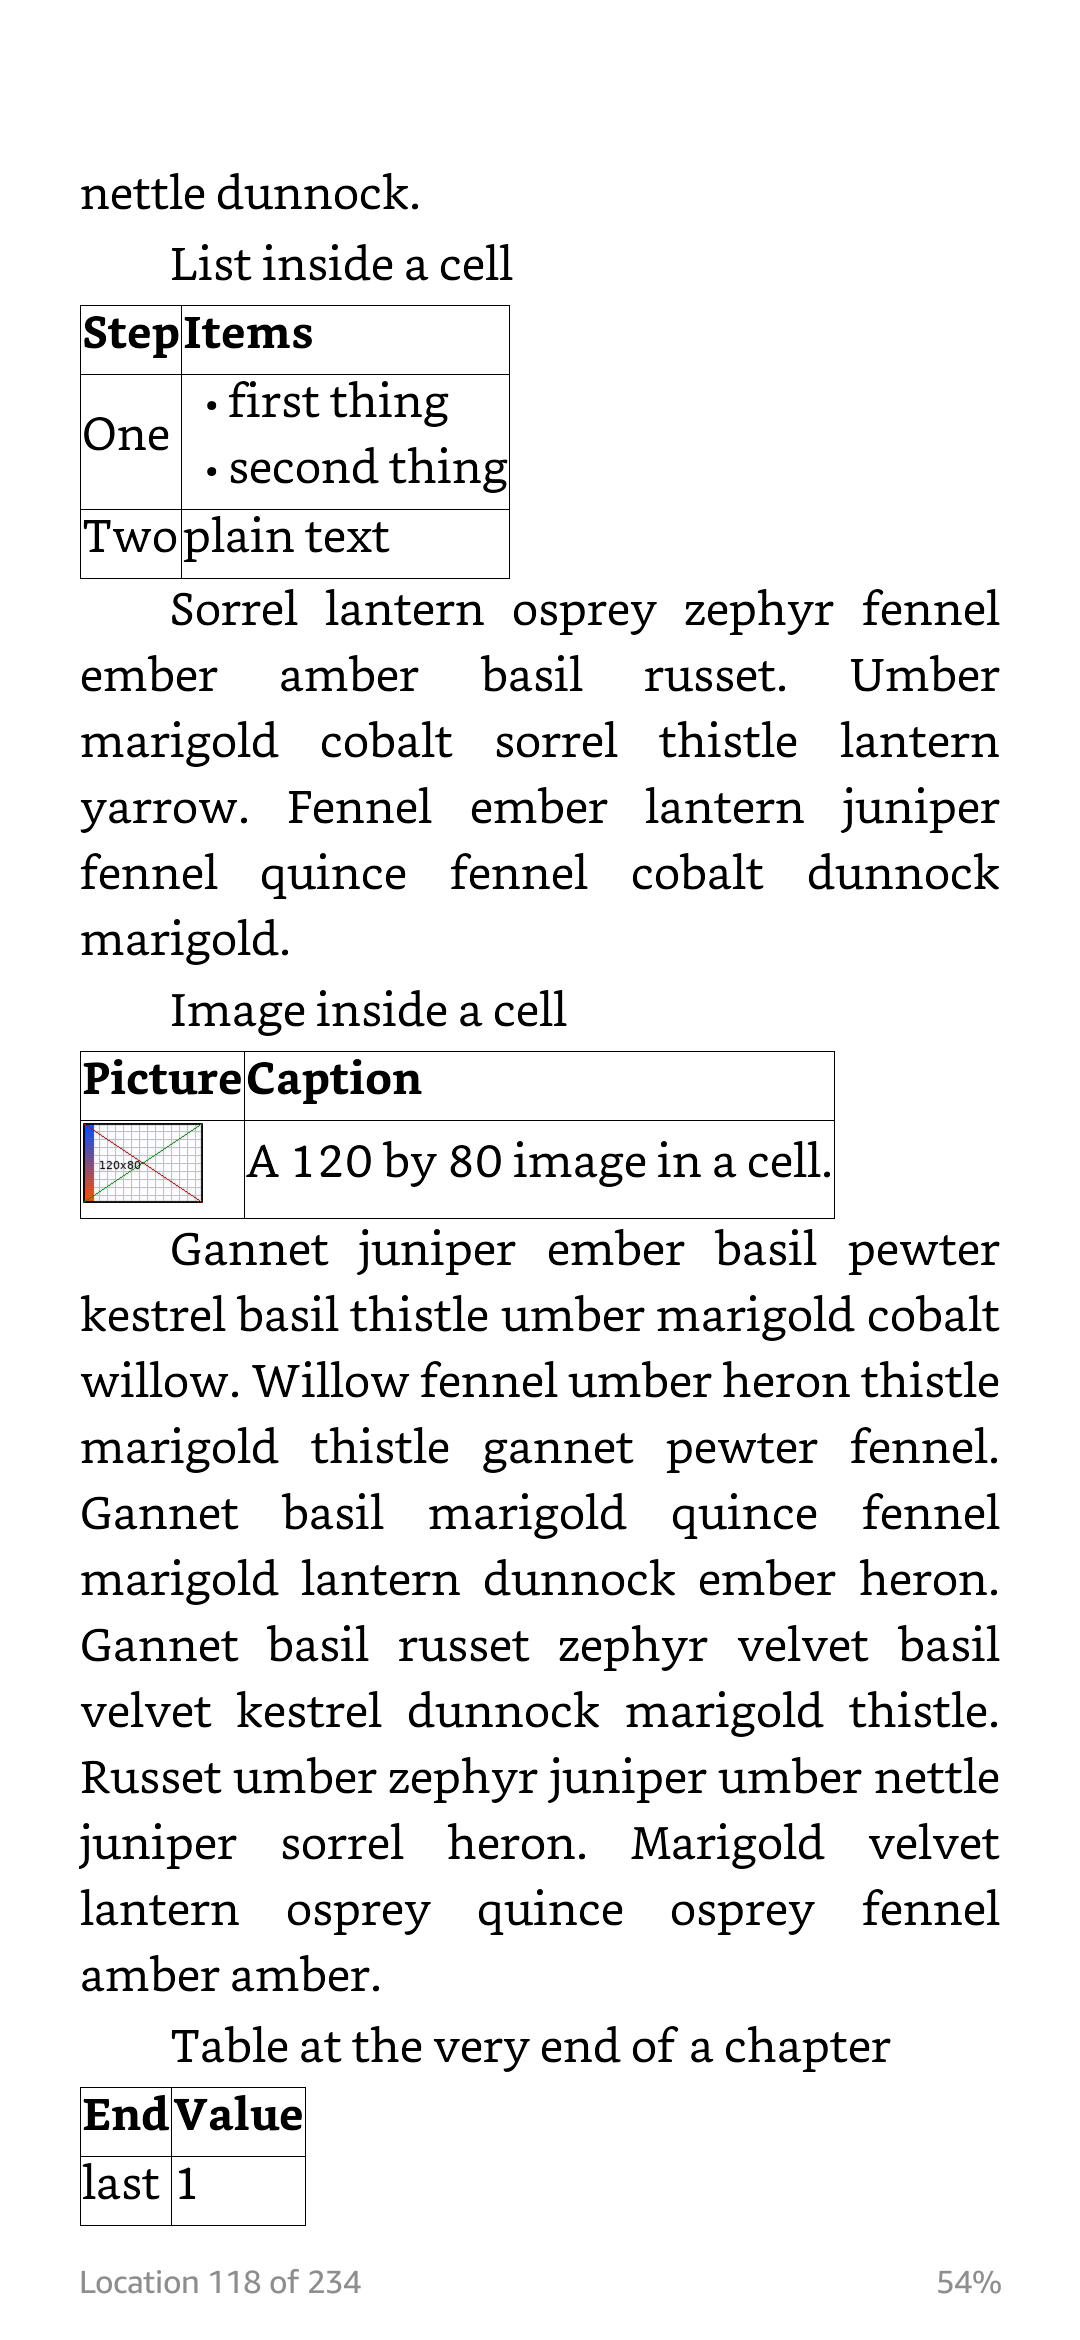 nettle dunnock.
List inside a cell
Step Items
One
• first thing
• second thing
Two plain text
Sorrel lantern osprey zephyr fennel
ember amber basil russet. Umber
marigold cobalt sorrel thistle lantern
yarrow. Fennel ember lantern juniper
fennel quince fennel cobalt dunnock
marigold.
Image inside a cell
Picture Caption
120x80 A 120 by 80 image in a cell.
Gannet juniper ember basil pewter
kestrel basil thistle umber marigold cobalt
willow. Willow fennel umber heron thistle
marigold thistle gannet pewter fennel.
Gannet basil marigold quince fennel
marigold lantern dunnock ember heron.
Gannet basil russet zephyr velvet basil
velvet kestrel dunnock marigold thistle.
Russet umber zephyr juniper umber nettle
juniper sorrel heron. Marigold velvet
lantern osprey quince osprey fennel
amber amber.
Table at the very end of a chapter
End Value
last 1
Location 118 of 234 54%